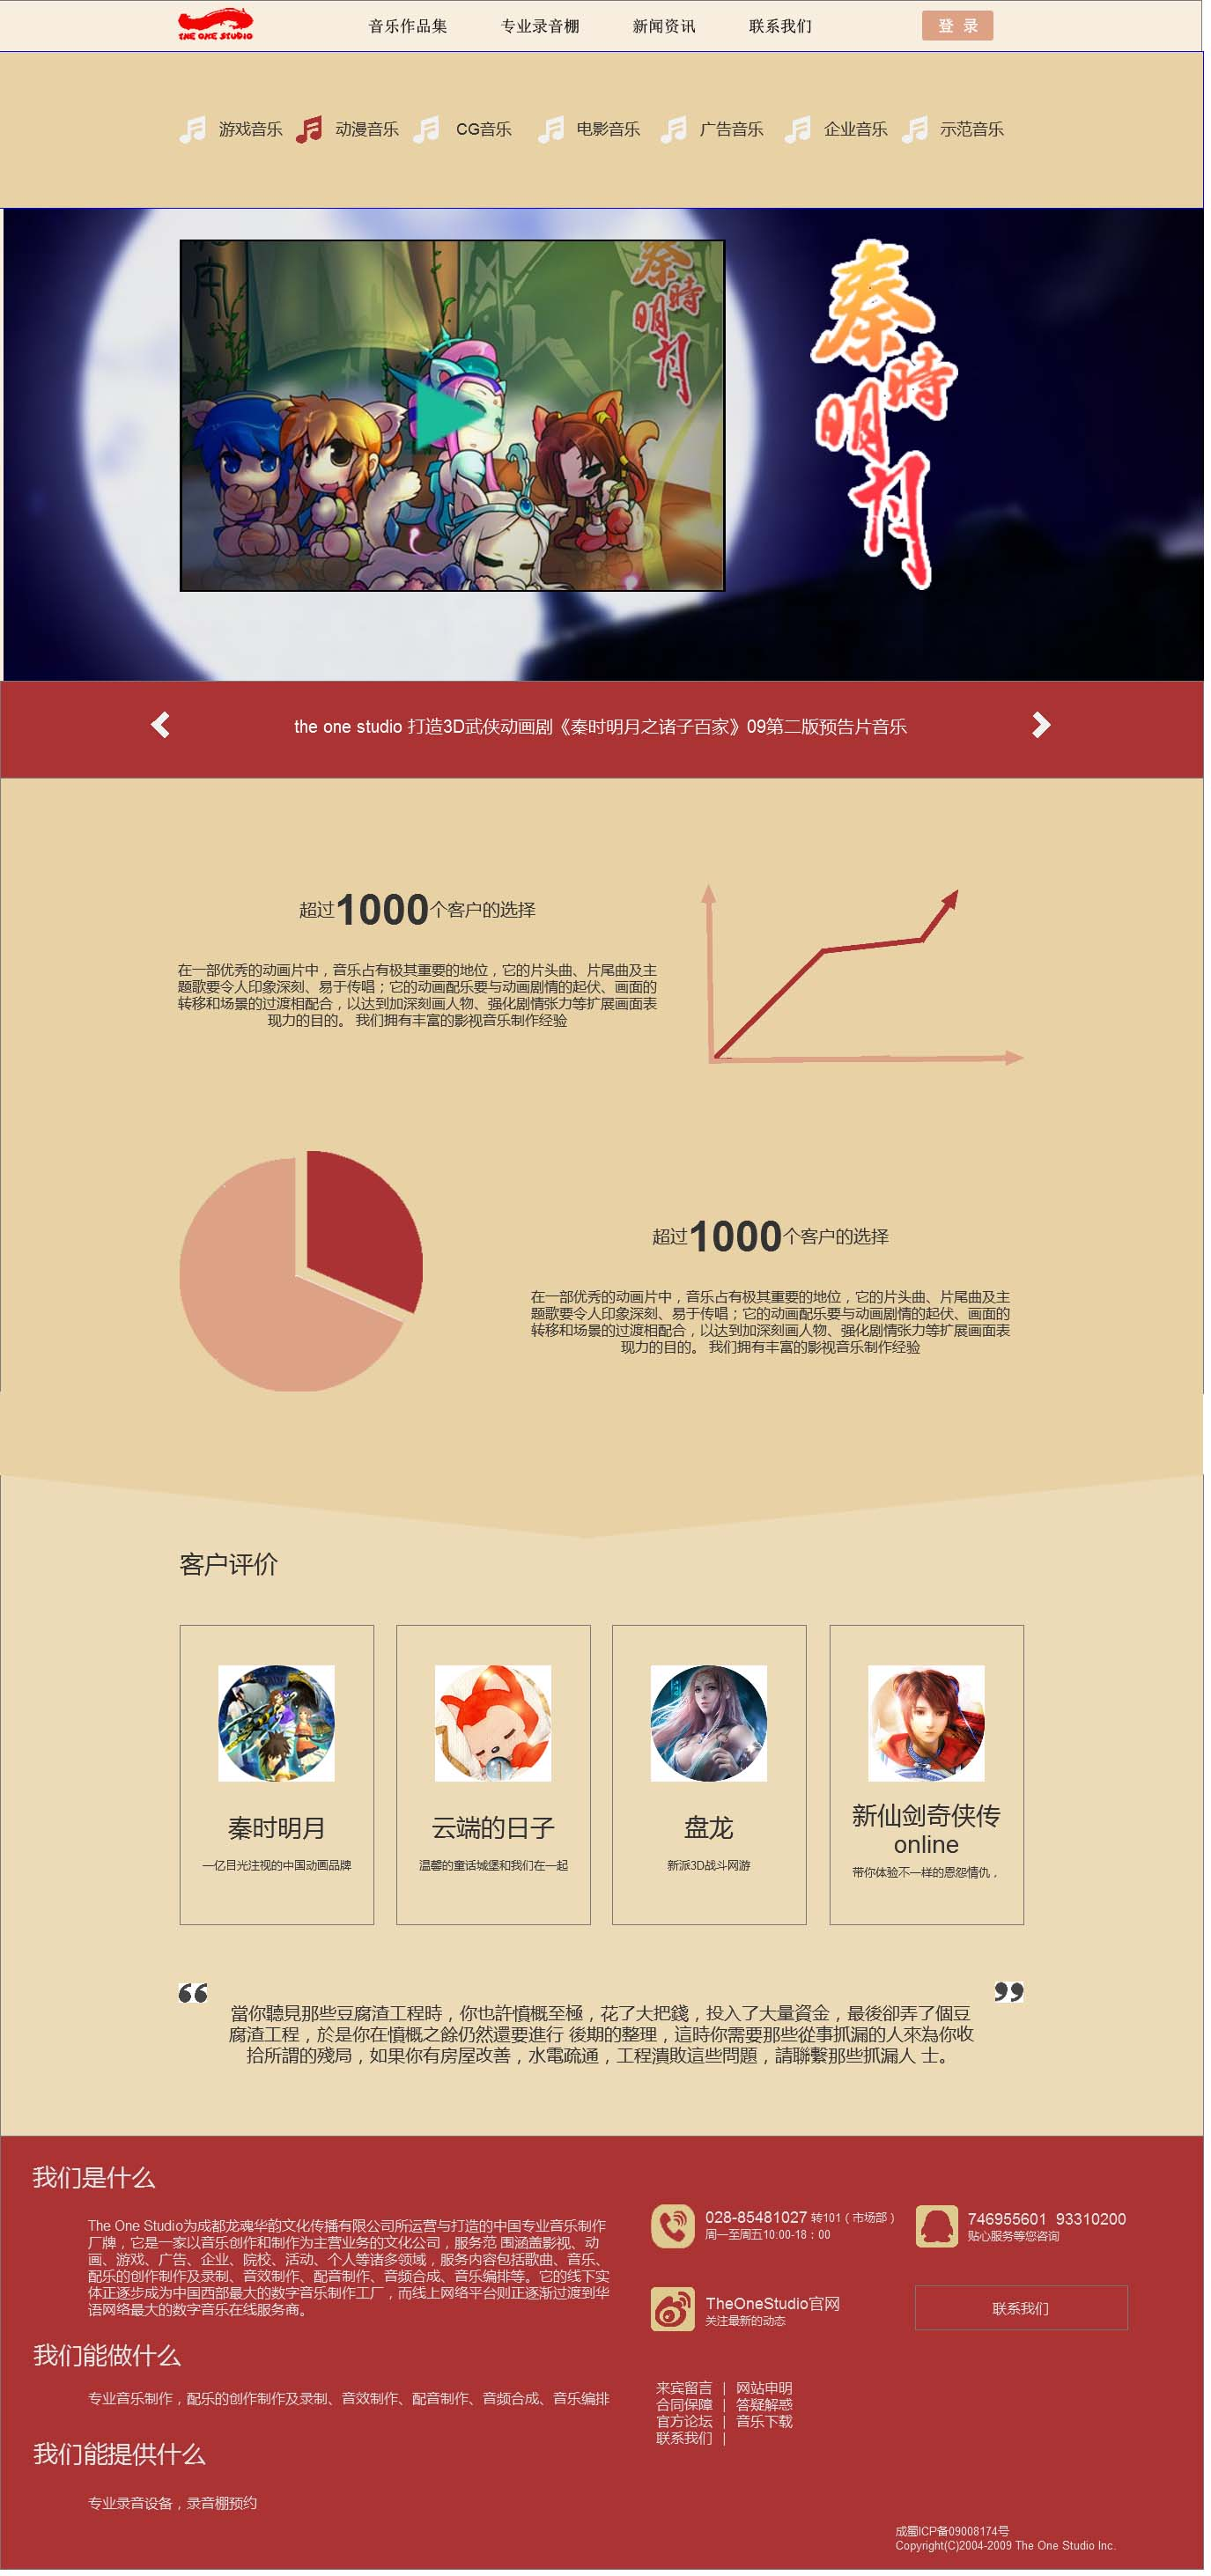 THE ONE STUDIO
音乐作品集 专业录音棚 新闻资讯 联系我们 登 录
游戏音乐 动漫音乐 CG音乐 电影音乐 广告音乐 企业音乐 示范音乐
秦時明月
秦時明月
the one studio 打造3D武侠动画剧《秦时明月之诸子百家》09第二版预告片音乐
超过1000个客户的选择
在一部优秀的动画片中，音乐占有极其重要的地位，它的片头曲、片尾曲及主
题歌要令人印象深刻、易于传唱；它的动画配乐要与动画剧情的起伏、画面的
转移和场景的过渡相配合，以达到加深刻画人物、强化剧情张力等扩展画面表
现力的目的。 我们拥有丰富的影视音乐制作经验
超过1000个客户的选择
在一部优秀的动画片中，音乐占有极其重要的地位，它的片头曲、片尾曲及主
题歌要令人印象深刻、易于传唱；它的动画配乐要与动画剧情的起伏、画面的
转移和场景的过渡相配合，以达到加深刻画人物、强化剧情张力等扩展画面表
现力的目的。 我们拥有丰富的影视音乐制作经验
客户评价
秦时明月
一亿目光注视的中国动画品牌
云端的日子
温馨的童话城堡和我们在一起
盘龙
新派3D战斗网游
新仙剑奇侠传
online
带你体验不一样的恩怨情仇，
“ ”
當你聽見那些豆腐渣工程時，你也許憤概至極，花了大把錢，投入了大量資金，最後卻弄了個豆
腐渣工程，於是你在憤概之餘仍然還要進行 後期的整理，這時你需要那些從事抓漏的人來為你收
拾所謂的殘局，如果你有房屋改善，水電疏通，工程潰敗這些問題，請聯繫那些抓漏人 士。
我们是什么
The One Studio为成都龙魂华韵文化传播有限公司所运营与打造的中国专业音乐制作
厂牌，它是一家以音乐创作和制作为主营业务的文化公司，服务范 围涵盖影视、动
画、游戏、广告、企业、院校、活动、个人等诸多领域，服务内容包括歌曲、音乐、
配乐的创作制作及录制、音效制作、配音制作、音频合成、音乐编排等。它的线下实
体正逐步成为中国西部最大的数字音乐制作工厂，而线上网络平台则正逐渐过渡到华
语网络最大的数字音乐在线服务商。
我们能做什么
专业音乐制作，配乐的创作制作及录制、音效制作、配音制作、音频合成、音乐编排
我们能提供什么
专业录音设备，录音棚预约
028-85481027 转101（市场部）
周一至周五10:00-18：00
746955601 93310200
贴心服务等您咨询
TheOneStudio官网
关注最新的动态
联系我们
来宾留言 | 网站申明
合同保障 | 答疑解惑
官方论坛 | 音乐下载
联系我们 |
成蜀ICP备09008174号
Copyright(C)2004-2009 The One Studio Inc.